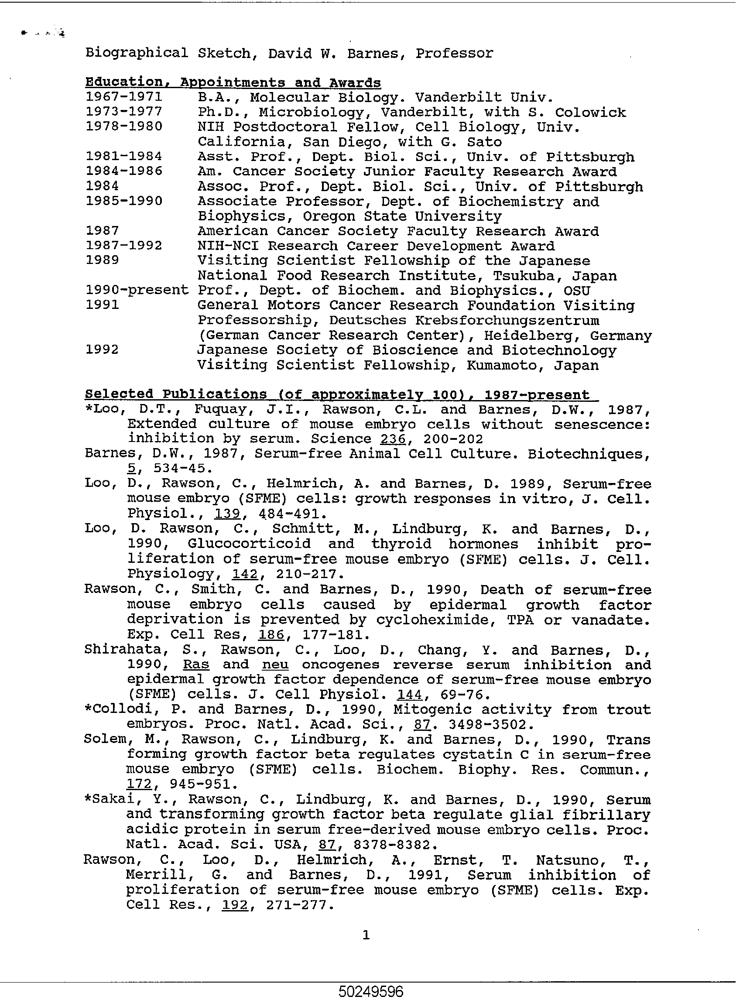 Biographical Sketch, David W. Barnes, Professor
Education, Appointments and Awards
1967-1971 B.A., Molecular Biology. Vanderbilt Univ.
1973-1977 Ph.D., Microbiology, Vanderbilt, with S. Colowick
1978-1980 NIH Postdoctoral Fellow, Cell Biology, Univ.
California, San Diego, with G. Sato
1981-1984 Asst. Prof., Dept. Biol. Sci., Univ. of Pittsburgh
1984-1986 Am. Cancer Society Junior Faculty Research Award
1984 Assoc. Prof., Dept. Biol. Sci., Univ. of Pittsburgh
1985-1990 Associate Professor, Dept. of Biochemistry and
Biophysics, Oregon State University
1987 American Cancer Society Faculty Research Award
1987-1992 NIH-NCI Research Career Development Award
1989 Visiting Scientist Fellowship of the Japanese
National Food Research Institute, Tsukuba, Japan
1990-present Prof., Dept. of Biochem. and Biophysics., OSU
1991 General Motors Cancer Research Foundation Visiting
Professorship, Deutsches Krebsforchungszentrum
(German Cancer Research Center), Heidelberg, Germany
1992 Japanese Society of Bioscience and Biotechnology
Visiting Scientist Fellowship, Kumamoto, Japan
Selected Publications (of approximately 100), 1987-present
*Loo, D.T., Fuquay, J.I., Rawson, C.L. and Barnes, D.W., 1987,
Extended culture of mouse embryo cells without senescence:
inhibition by serum. Science 236, 200-202
Barnes, D.W., 1987, Serum-free Animal Cell Culture. Biotechniques,
5, 534-45.
Loo, D., Rawson, C., Helmrich, A. and Barnes, D. 1989, Serum-free
mouse embryo (SFME) cells: growth responses in vitro, J. Cell.
Physiol., 139, 484-491.
Loo, D. Rawson, C., Schmitt, M., Lindburg, K. and Barnes, D.,
1990, Glucocorticoid and thyroid hormones inhibit pro-
liferation of serum-free mouse embryo (SFME) cells. J. Cell.
Physiology, 142, 210-217.
Rawson, C., Smith, C. and Barnes, D., 1990, Death of serum-free
mouse embryo cells caused by epidermal growth factor
deprivation is prevented by cycloheximide, TPA or vanadate.
Exp. Cell Res, 186, 177-181.
Shirahata, S., Rawson, C., Loo, D., Chang, Y. and Barnes, D.,
1990, Ras and neu oncogenes reverse serum inhibition and
epidermal growth factor dependence of serum-free mouse embryo
(SFME) cells. J. Cell Physiol. 144, 69-76.
*Collodi, P. and Barnes, D., 1990, Mitogenic activity from trout
embryos. Proc. Natl. Acad. Sci., 87. 3498-3502.
Solem, M., Rawson, C., Lindburg, K. and Barnes, D., 1990, Trans
forming growth factor beta regulates cystatin C in serum-free
mouse embryo (SFME) cells. Biochem. Biophy. Res. Commun.,
172, 945-951.
*Sakai, Y., Rawson, C., Lindburg, K. and Barnes, D., 1990, Serum
and transforming growth factor beta regulate glial fibrillary
acidic protein in serum free-derived mouse embryo cells. Proc.
Natl. Acad. Sci. USA, 87, 8378-8382.
Rawson, C., Loo, D., Helmrich, A., Ernst, T. Natsuno, T.,
Merrill, G. and Barnes, D., 1991, Serum inhibition of
proliferation of serum-free mouse embryo (SFME) cells. Exp.
Cell Res., 192, 271-277.
1
50249596